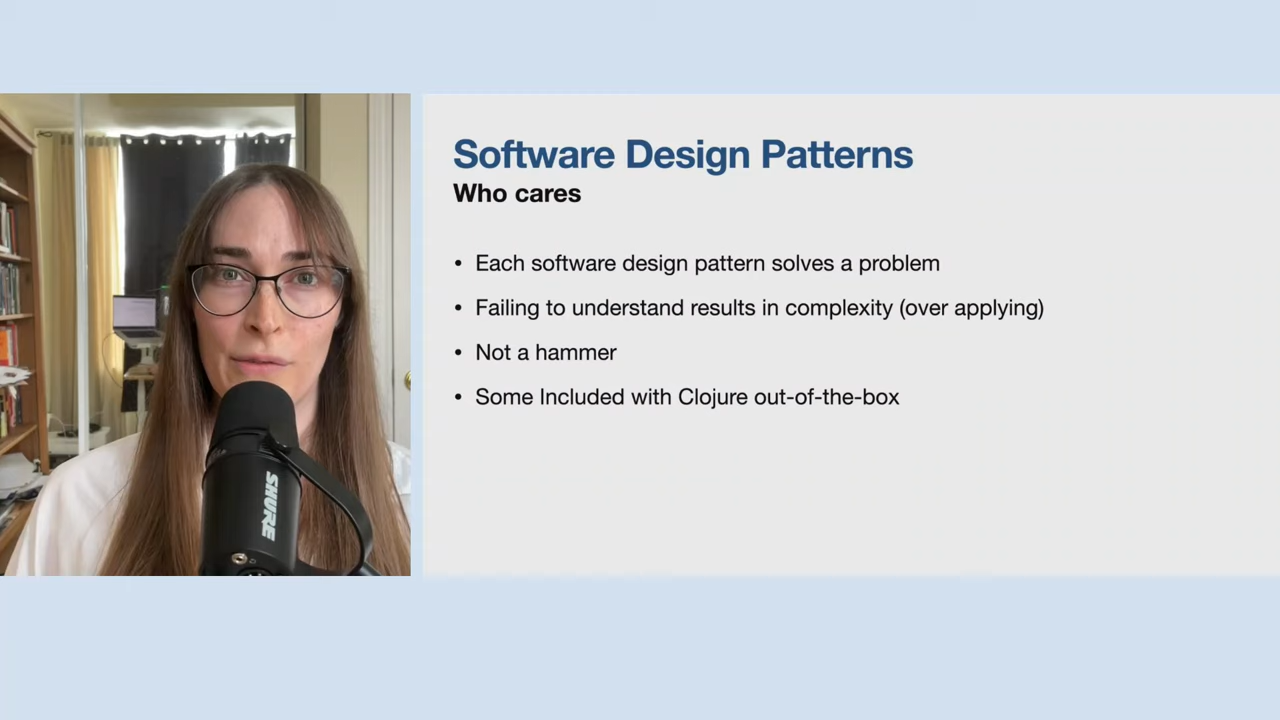 Software Design Patterns
Who cares
• Each software design pattern solves a problem
• Failing to understand results in complexity (over applying)
• Not a hammer
• Some Included with Clojure out-of-the-box
SHURE